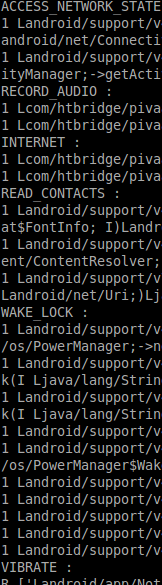 ACCESS_NETWORK_STATE
1 Landroid/support/v
android/net/Connecti
1 Landroid/support/v
ityManager;->getActi
RECORD_AUDIO :
1 Lcom/htbridge/piva
1 Lcom/htbridge/piva
INTERNET :
1 Lcom/htbridge/piva
1 Lcom/htbridge/piva
READ_CONTACTS :
1 Landroid/support/v
at$FontInfo; I)Landr
1 Landroid/support/v
ent/ContentResolver;
1 Landroid/support/v
Landroid/net/Uri;)Lj
WAKE_LOCK :
1 Landroid/support/v
/os/PowerManager;->n
1 Landroid/support/v
k(I Ljava/lang/Strin
1 Landroid/support/v
k(I Ljava/lang/Strin
1 Landroid/support/v
1 Landroid/support/v
/os/PowerManager$Wak
1 Landroid/support/v
1 Landroid/support/v
1 Landroid/support/v
1 Landroid/support/v
VIBRATE :
R ['Landroid/app/Not